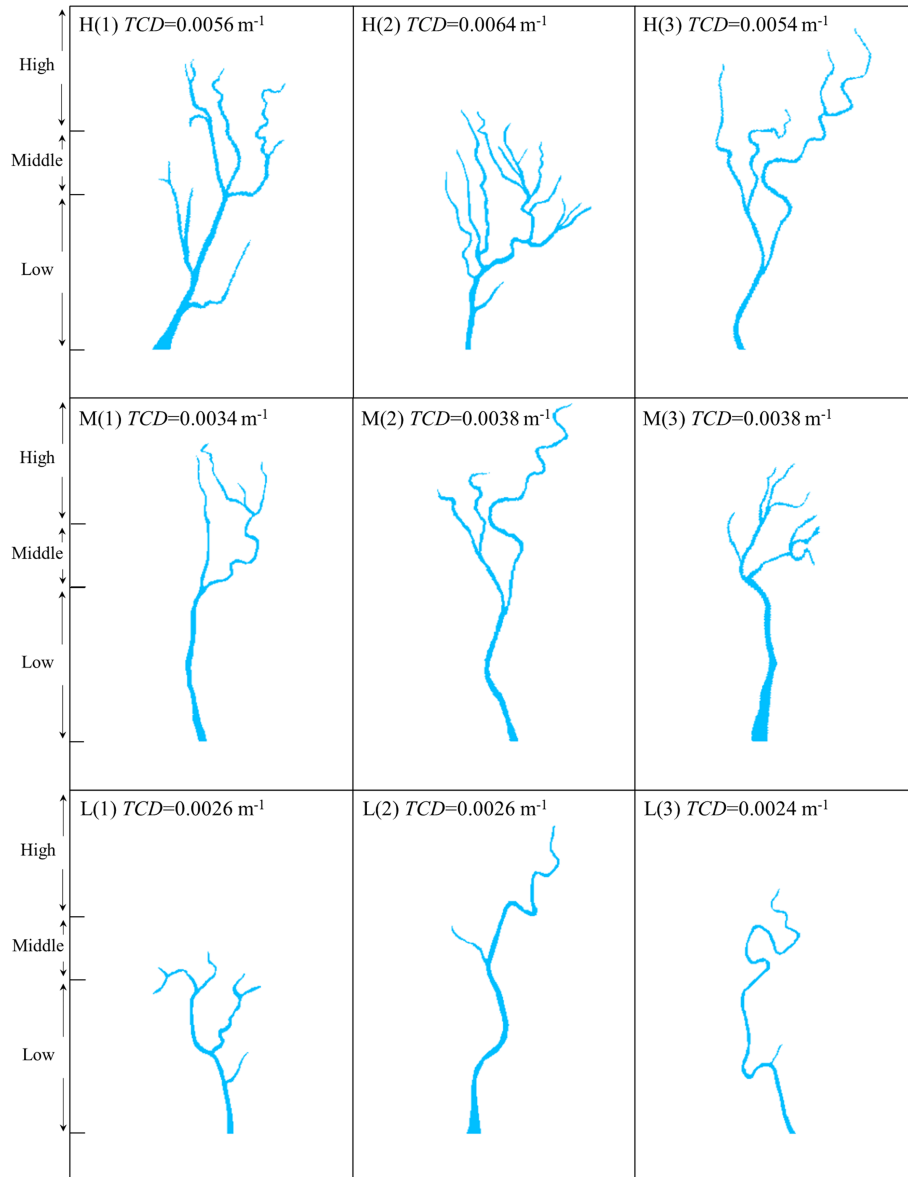 H(1) TCD=0.0056 m⁻¹
H(2) TCD=0.0064 m⁻¹
H(3) TCD=0.0054 m⁻¹
High
Middle
Low
M(1) TCD=0.0034 m⁻¹
M(2) TCD=0.0038 m⁻¹
M(3) TCD=0.0038 m⁻¹
High
Middle
Low
L(1) TCD=0.0026 m⁻¹
L(2) TCD=0.0026 m⁻¹
L(3) TCD=0.0024 m⁻¹
High
Middle
Low